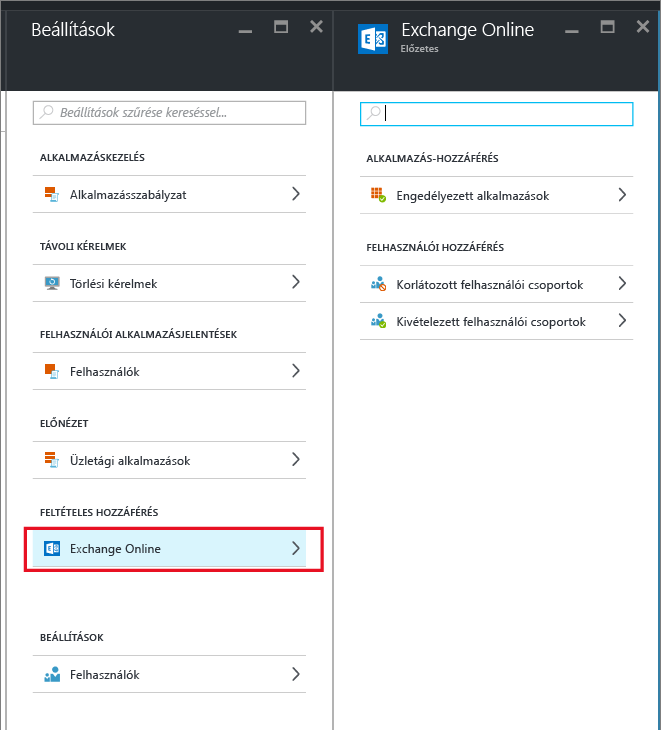 Beállítások
Beállítások szűrése kereséssel...
ALKALMAZÁSKEZELÉS
Alkalmazásszabályzat
TÁVOLI KÉRELMEK
Törlési kérelmek
FELHASZNÁLÓI ALKALMAZÁSJELENTÉSEK
Felhasználók
ELŐNÉZET
Üzletági alkalmazások
FELTÉTELES HOZZÁFÉRÉS
Exchange Online
BEÁLLÍTÁSOK
Felhasználók
Exchange Online
Előzetes
ALKALMAZÁS-HOZZÁFÉRÉS
Engedélyezett alkalmazások
FELHASZNÁLÓI HOZZÁFÉRÉS
Korlátozott felhasználói csoportok
Kivételezett felhasználói csoportok